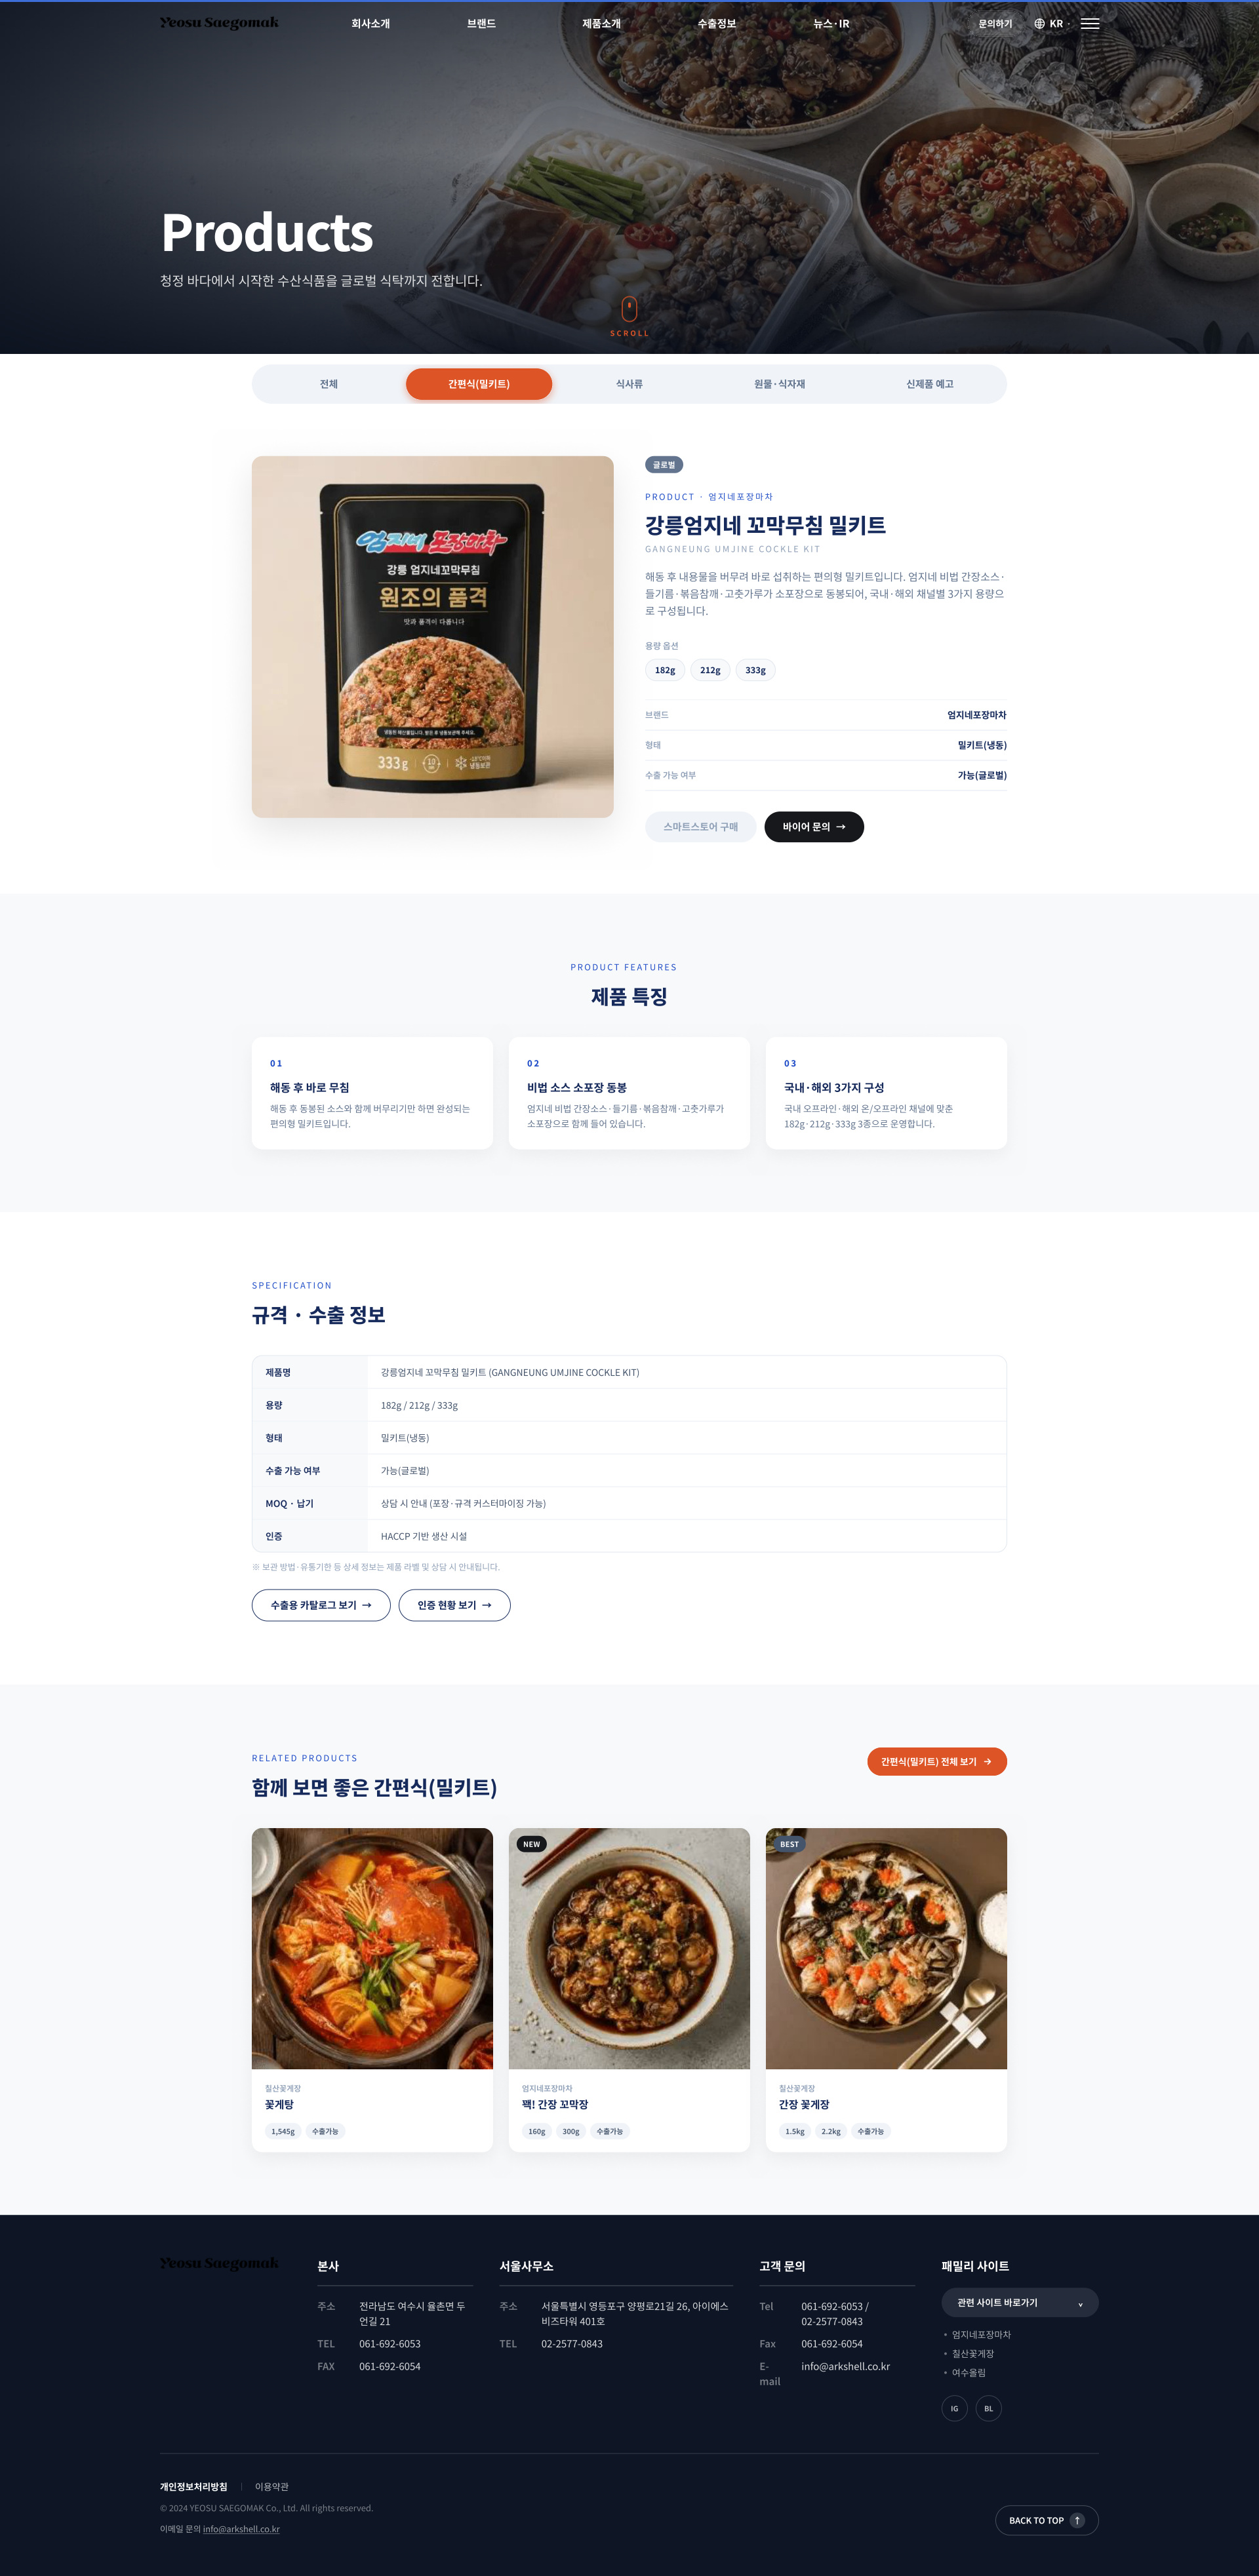 Yeosu Saegomak
회사소개
브랜드
제품소개
수출정보
뉴스·IR
문의하기
KR
Products
청정 바다에서 시작한 수산식품을 글로벌 식탁까지 전합니다.
SCROLL
전체
간편식(밀키트)
식사류
원물·식자재
신제품 예고
엄지네 포장마차
강릉 엄지네꼬막무침
원조의 품격
맛과 품격이 다릅니다
333g
글로벌
PRODUCT · 엄지네포장마차
강릉엄지네 꼬막무침 밀키트
GANGNEUNG UMJINE COCKLE KIT
해동 후 내용물을 버무려 바로 섭취하는 편의형 밀키트입니다. 엄지네 비법 간장소스·
들기름·볶음참깨·고춧가루가 소포장으로 동봉되어, 국내·해외 채널별 3가지 용량으
로 구성됩니다.
용량 옵션
182g
212g
333g
브랜드 엄지네포장마차
형태 밀키트(냉동)
수출 가능 여부 가능(글로벌)
스마트스토어 구매
바이어 문의 →
PRODUCT FEATURES
제품 특징
01
해동 후 바로 무침
해동 후 동봉된 소스와 함께 버무리기만 하면 완성되는
편의형 밀키트입니다.
02
비법 소스 소포장 동봉
엄지네 비법 간장소스·들기름·볶음참깨·고춧가루가
소포장으로 함께 들어 있습니다.
03
국내·해외 3가지 구성
국내 오프라인·해외 온/오프라인 채널에 맞춘
182g·212g·333g 3종으로 운영합니다.
SPECIFICATION
규격 · 수출 정보
제품명 강릉엄지네 꼬막무침 밀키트 (GANGNEUNG UMJINE COCKLE KIT)
용량 182g / 212g / 333g
형태 밀키트(냉동)
수출 가능 여부 가능(글로벌)
MOQ · 납기 상담 시 안내 (포장·규격 커스터마이징 가능)
인증 HACCP 기반 생산 시설
※ 보관 방법·유통기한 등 상세 정보는 제품 라벨 및 상담 시 안내됩니다.
수출용 카탈로그 보기 →
인증 현황 보기 →
RELATED PRODUCTS
함께 보면 좋은 간편식(밀키트)
간편식(밀키트) 전체 보기 →
칠산꽃게장
꽃게탕
1,545g
수출가능
NEW
엄지네포장마차
꽥! 간장 꼬막장
160g
300g
수출가능
BEST
칠산꽃게장
간장 꽃게장
1.5kg
2.2kg
수출가능
Yeosu Saegomak
본사
주소 전라남도 여수시 율촌면 두
언길 21
TEL 061-692-6053
FAX 061-692-6054
서울사무소
주소 서울특별시 영등포구 양평로21길 26, 아이에스
비즈타워 401호
TEL 02-2577-0843
고객 문의
Tel 061-692-6053 /
02-2577-0843
Fax 061-692-6054
E-
mail info@arkshell.co.kr
패밀리 사이트
관련 사이트 바로가기
• 엄지네포장마차
• 칠산꽃게장
• 여수울림
IG
BL
개인정보처리방침
이용약관
© 2024 YEOSU SAEGOMAK Co., Ltd. All rights reserved.
이메일 문의 info@arkshell.co.kr
BACK TO TOP ↑